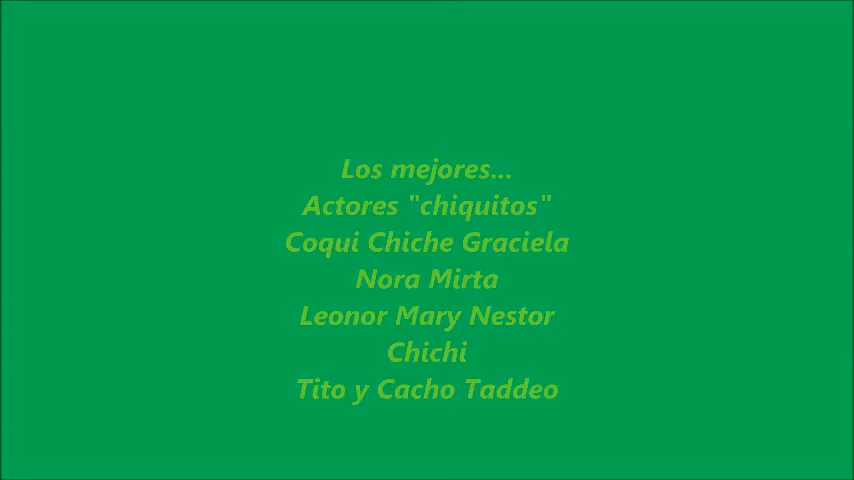 Los mejores...
Actores "chiquitos"
Coqui Chiche Graciela
Nora Mirta
Leonor Mary Nestor
Chichi
Tito y Cacho Taddeo